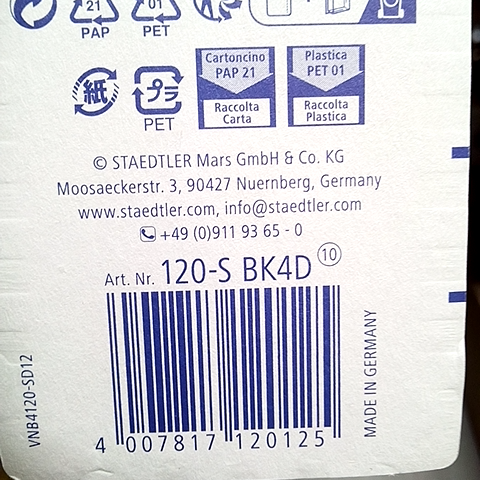 21 01
PAP PET
Cartoncino Plastica
PAP 21 PET 01
紙 プラ
Raccolta Raccolta
Carta Plastica
PET
© STAEDTLER Mars GmbH & Co. KG
Moosaeckerstr. 3, 90427 Nuernberg, Germany
www.staedtler.com, info@staedtler.com
+49 (0)911 93 65 - 0
Art. Nr. 120-S BK4D 10
4 007817 120125
VNB4120-SD12
MADE IN GERMANY